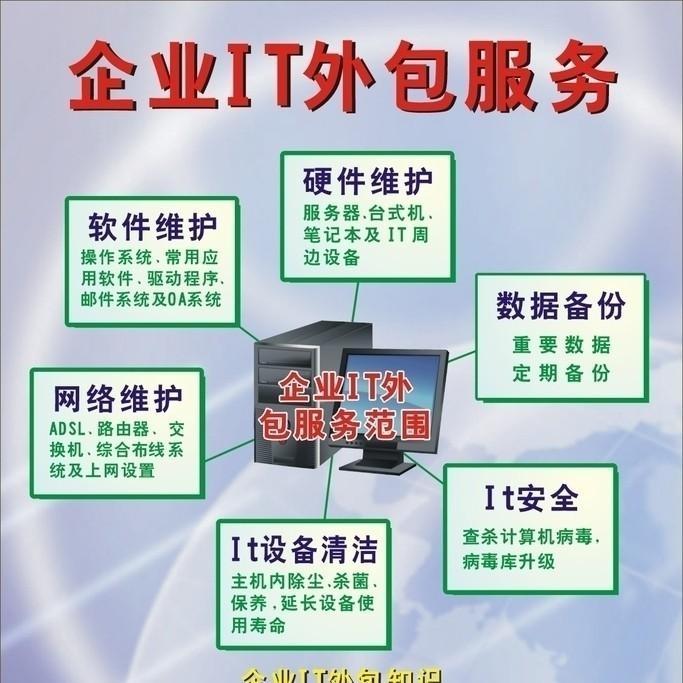 企业IT外包服务
硬件维护
服务器、台式机、
笔记本及 IT 周
边设备
软件维护
操作系统、常用应
用软件、驱动程序、
邮件系统及OA系统
数据备份
重要数据
定期备份
网络维护
ADSL、路由器、交
换机、综合布线系
统及上网设置
企业IT外
包服务范围
It安全
查杀计算机病毒，
病毒库升级
It设备清洁
主机内除尘、杀菌、
保养，延长设备使
用寿命
企业IT外包知识